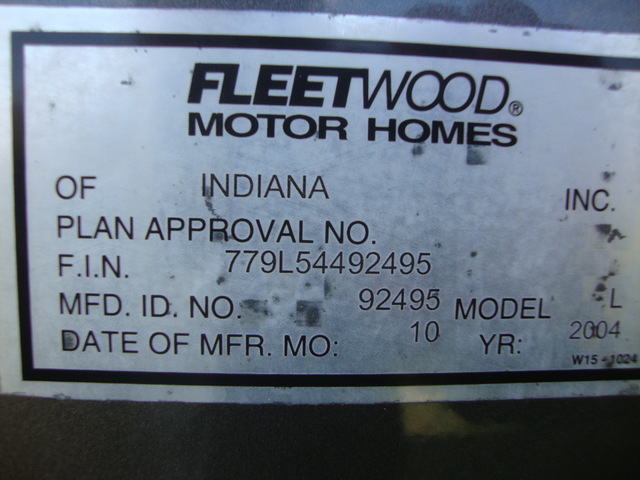 FLEETWOOD®
MOTOR HOMES
OF INDIANA INC.
PLAN APPROVAL NO.
F.I.N. 779L54492495
MFD. ID. NO. 92495 MODEL L
DATE OF MFR. MO: 10 YR: 2004
W15-1024